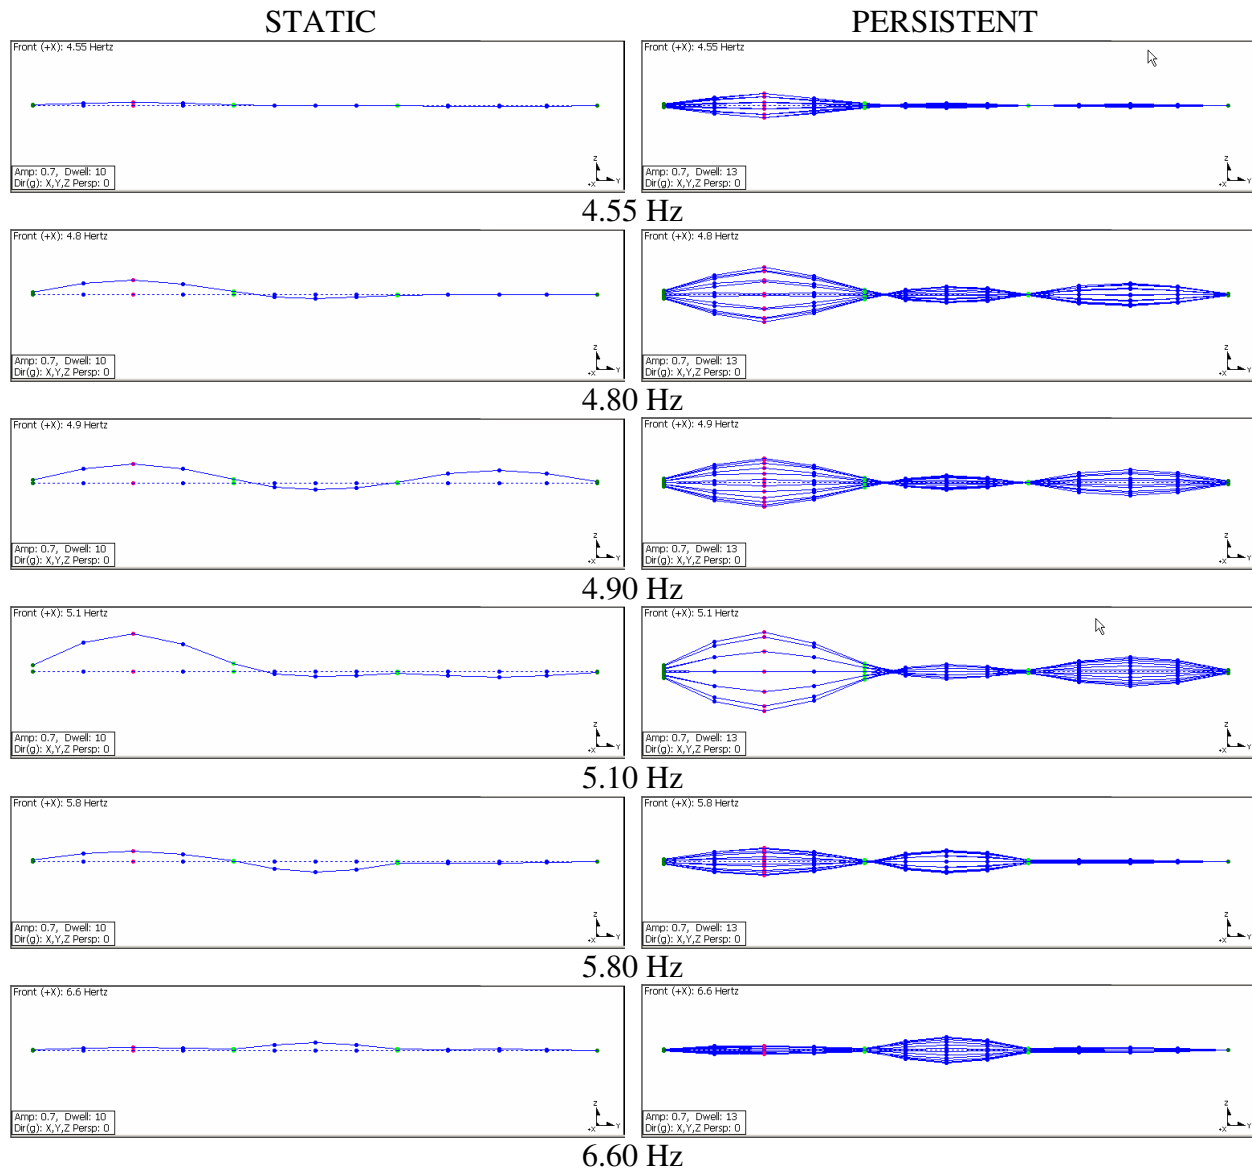 STATIC PERSISTENT
Front (+X): 4.55 Hertz Front (+X): 4.55 Hertz
Amp: 0.7, Dwell: 10 Amp: 0.7, Dwell: 13
Dir(g): X,Y,Z Persp: 0 Dir(g): X,Y,Z Persp: 0
Z Z
+X Y +X Y
4.55 Hz
Front (+X): 4.8 Hertz Front (+X): 4.8 Hertz
Amp: 0.7, Dwell: 10 Amp: 0.7, Dwell: 13
Dir(g): X,Y,Z Persp: 0 Dir(g): X,Y,Z Persp: 0
Z Z
+X Y +X Y
4.80 Hz
Front (+X): 4.9 Hertz Front (+X): 4.9 Hertz
Amp: 0.7, Dwell: 10 Amp: 0.7, Dwell: 13
Dir(g): X,Y,Z Persp: 0 Dir(g): X,Y,Z Persp: 0
Z Z
+X Y +X Y
4.90 Hz
Front (+X): 5.1 Hertz Front (+X): 5.1 Hertz
Amp: 0.7, Dwell: 10 Amp: 0.7, Dwell: 13
Dir(g): X,Y,Z Persp: 0 Dir(g): X,Y,Z Persp: 0
Z Z
+X Y +X Y
5.10 Hz
Front (+X): 5.8 Hertz Front (+X): 5.8 Hertz
Amp: 0.7, Dwell: 10 Amp: 0.7, Dwell: 13
Dir(g): X,Y,Z Persp: 0 Dir(g): X,Y,Z Persp: 0
Z Z
+X Y +X Y
5.80 Hz
Front (+X): 6.6 Hertz Front (+X): 6.6 Hertz
Amp: 0.7, Dwell: 10 Amp: 0.7, Dwell: 13
Dir(g): X,Y,Z Persp: 0 Dir(g): X,Y,Z Persp: 0
Z Z
+X Y +X Y
6.60 Hz